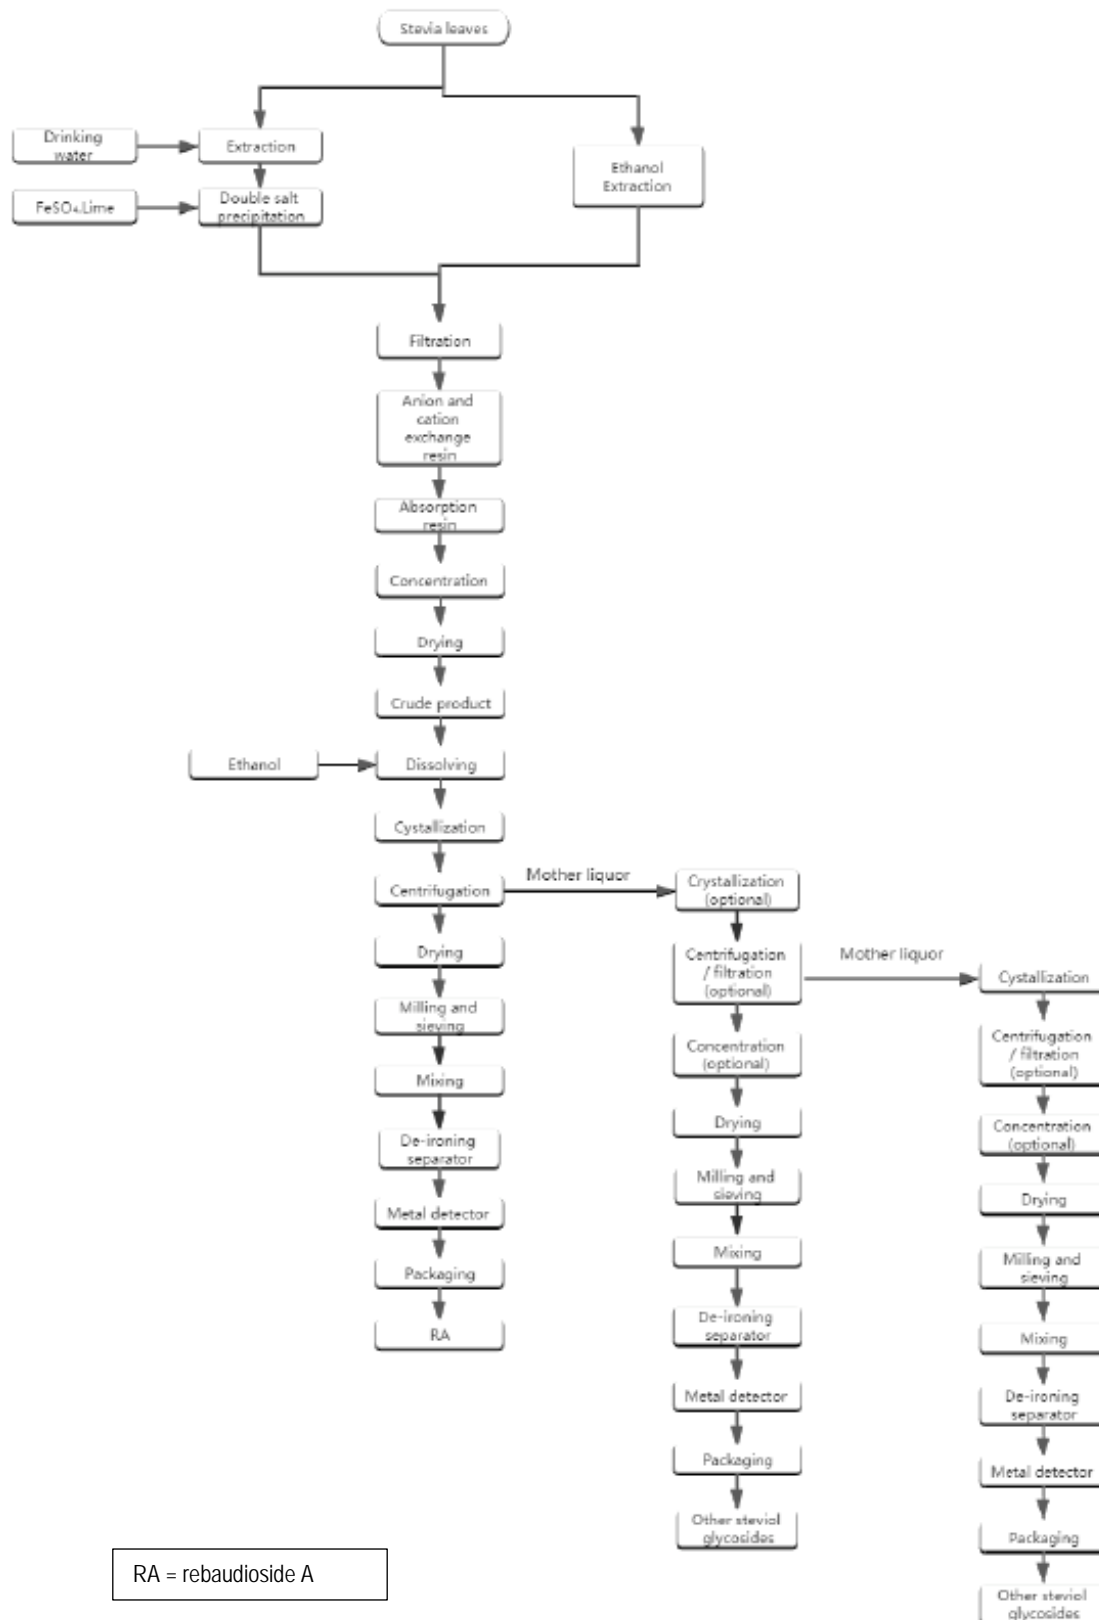 Stevia leaves
Drinking
water
Extraction
Ethanol
Extraction
FeSO₄.Lime
Double salt
precipitation
Filtration
Anion and
cation
exchange
resin
Absorption
resin
Concentration
Drying
Crude product
Ethanol
Dissolving
Cystallization
Centrifugation
Mother liquor
Drying
Milling and
sieving
Mixing
De-ironing
separator
Metal detector
Packaging
RA
Crystallization
(optional)
Centrifugation
/ filtration
(optional)
Mother liquor
Concentration
(optional)
Drying
Milling and
sieving
Mixing
De-ironing
separator
Metal detector
Packaging
Other steviol
glycosides
Cystallization
Centrifugation
/ filtration
(optional)
Concentration
(optional)
Drying
Milling and
sieving
Mixing
De-ironing
separator
Metal detector
Packaging
Other steviol
glycosides
RA = rebaudioside A